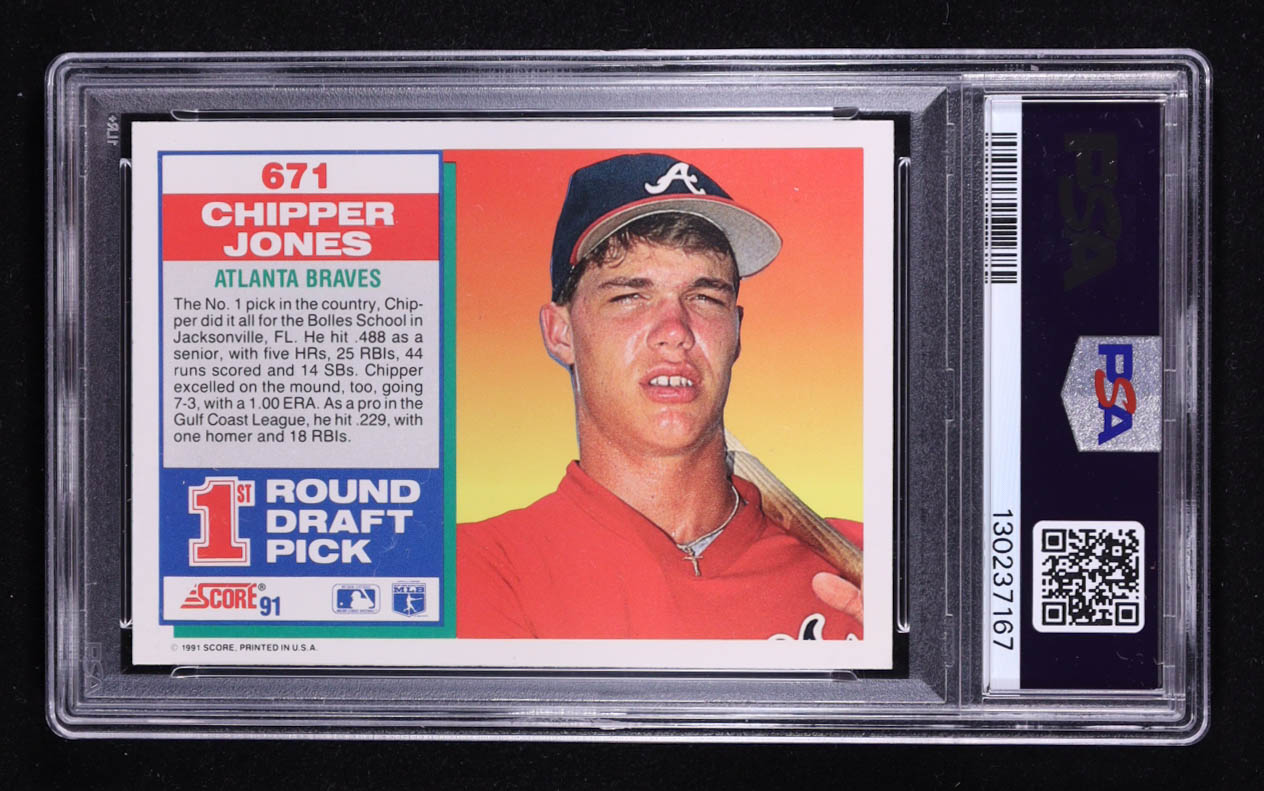 671
CHIPPER
JONES
ATLANTA BRAVES
The No. 1 pick in the country, Chip-
per did it all for the Bolles School in
Jacksonville, FL. He hit .488 as a
senior, with five HRs, 25 RBIs, 44
runs scored and 14 SBs. Chipper
excelled on the mound, too, going
7-3, with a 1.00 ERA. As a pro in the
Gulf Coast League, he hit .229, with
one homer and 18 RBIs.
1ST ROUND
DRAFT
PICK
SCORE® 91
MLB
© 1991 SCORE, PRINTED IN U.S.A.
A
PSA
PSA
130237167
PSA